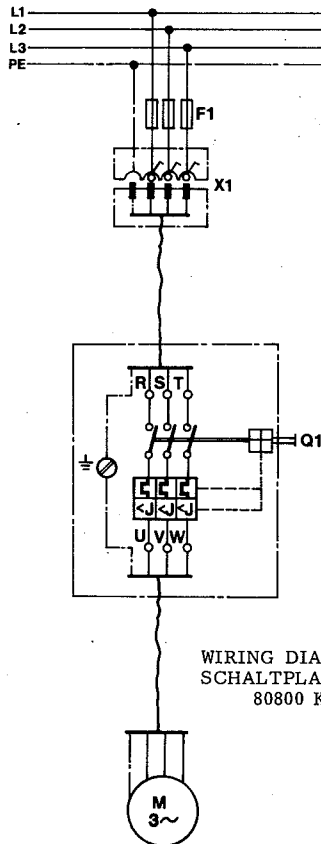 L1
L2
L3
PE
F1
X1
R S T
Q1
<J <J <J
U V W
WIRING DIA
SCHALTPLA
80800 K
M
3~